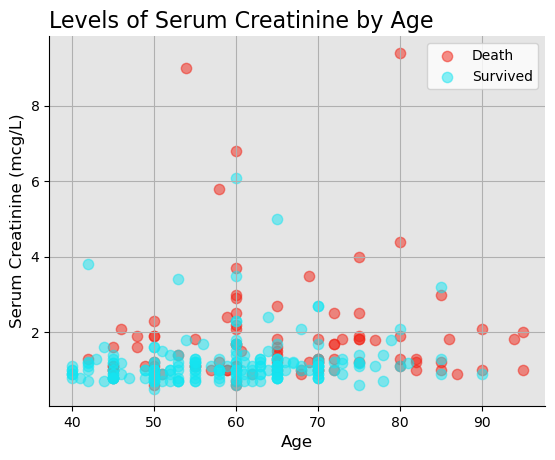 Levels of Serum Creatinine by Age
Death
Survived
Serum Creatinine (mcg/L)
8
6
4
2
40 50 60 70 80 90
Age